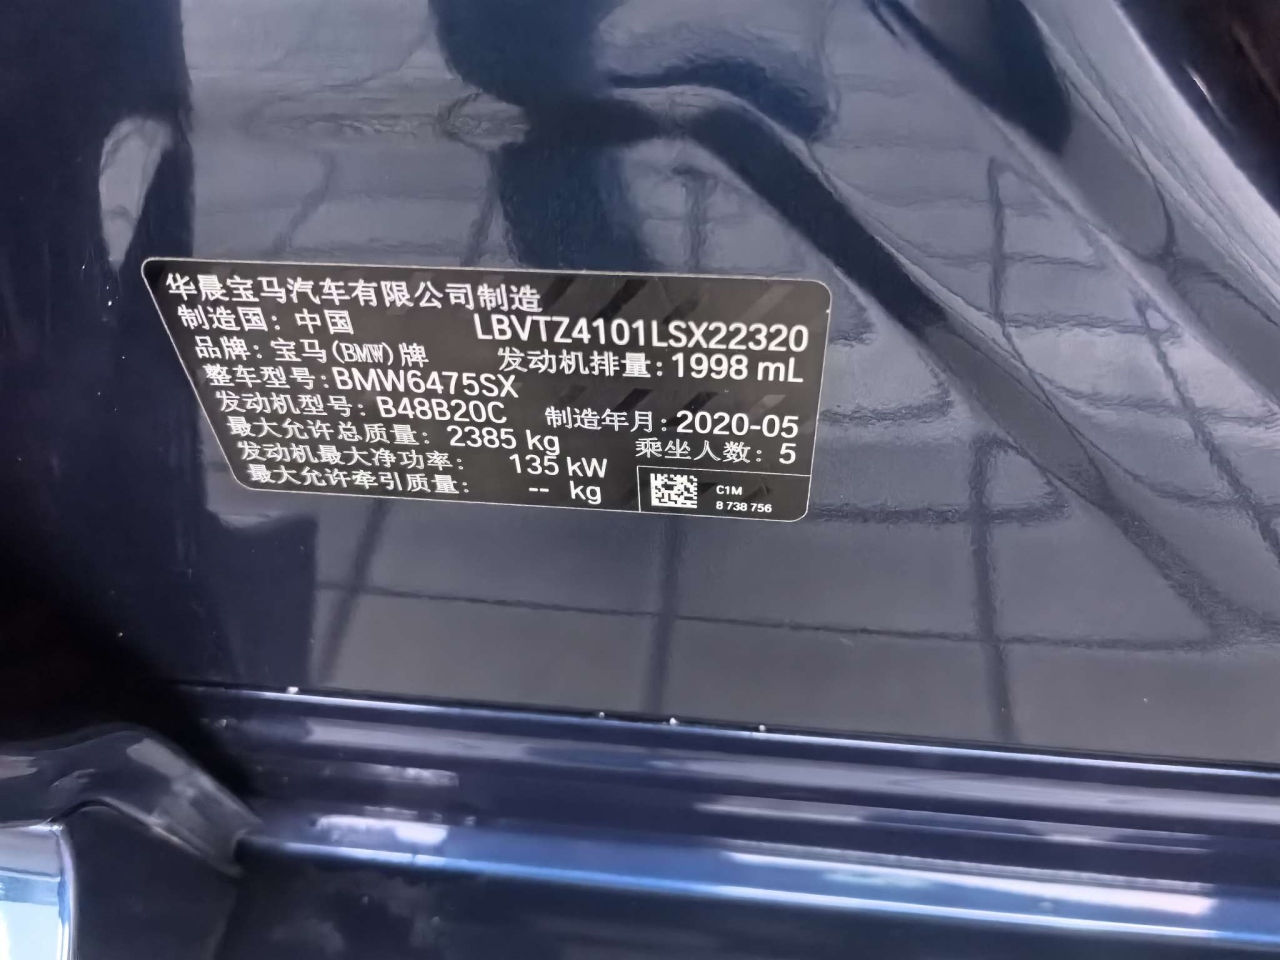 华晨宝马汽车有限公司制造
制造国：中国 LBVTZ4101LSX22320
品牌：宝马(BMW)牌 发动机排量：1998 mL
整车型号：BMW6475SX
发动机型号：B48B20C 制造年月：2020-05
最大允许总质量：2385 kg 乘坐人数：5
发动机最大净功率：135 kW
最大允许牵引质量：-- kg
C1M
8 738 756